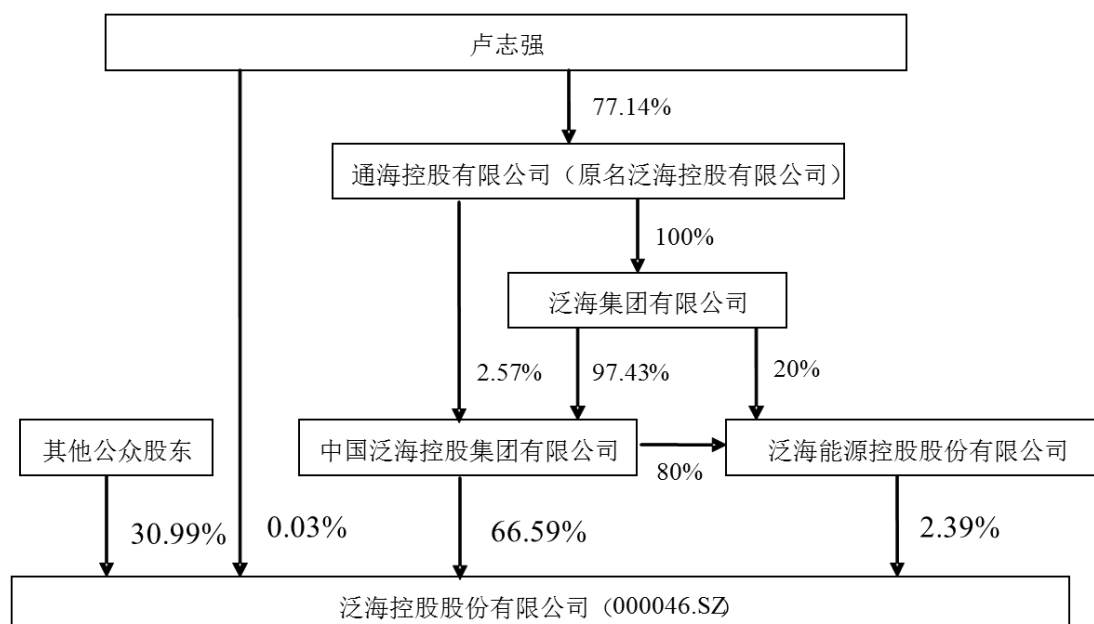 卢志强
77.14%
通海控股有限公司（原名泛海控股有限公司）
100%
泛海集团有限公司
2.57%
97.43%
20%
其他公众股东
中国泛海控股集团有限公司
80%
泛海能源控股股份有限公司
30.99%
0.03%
66.59%
2.39%
泛海控股股份有限公司（000046.SZ）